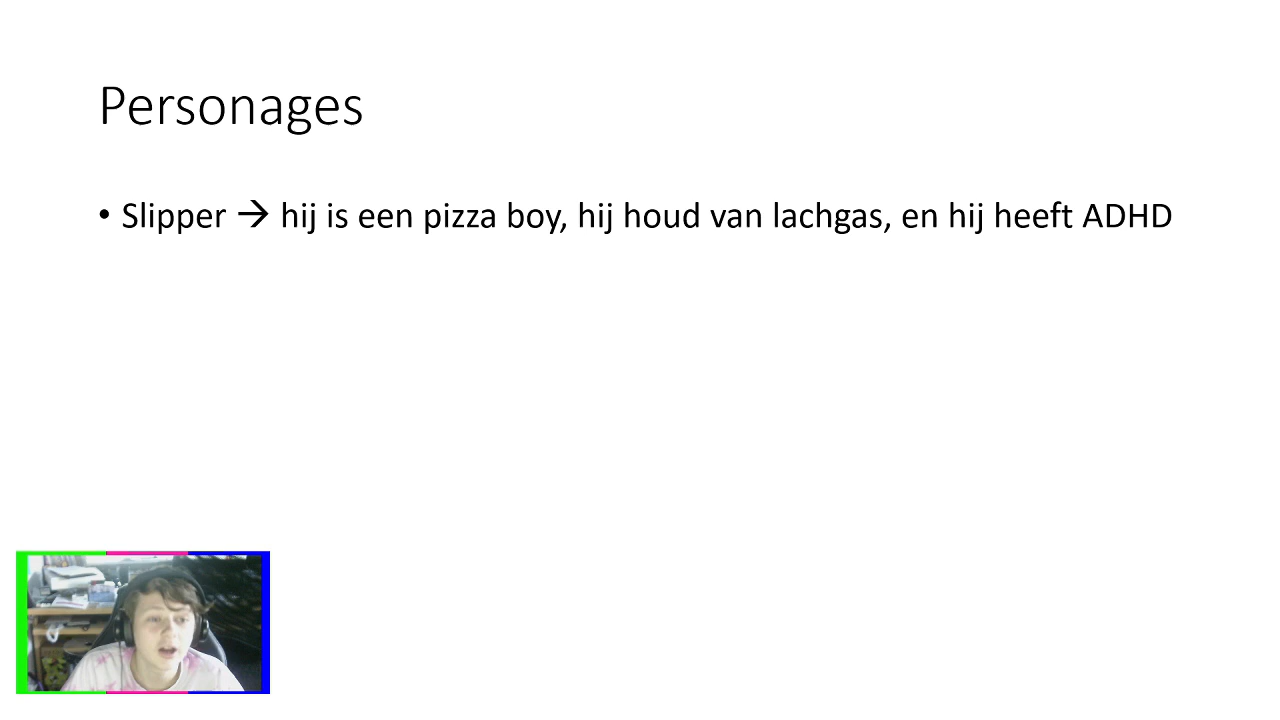 Personages
• Slipper → hij is een pizza boy, hij houd van lachgas, en hij heeft ADHD